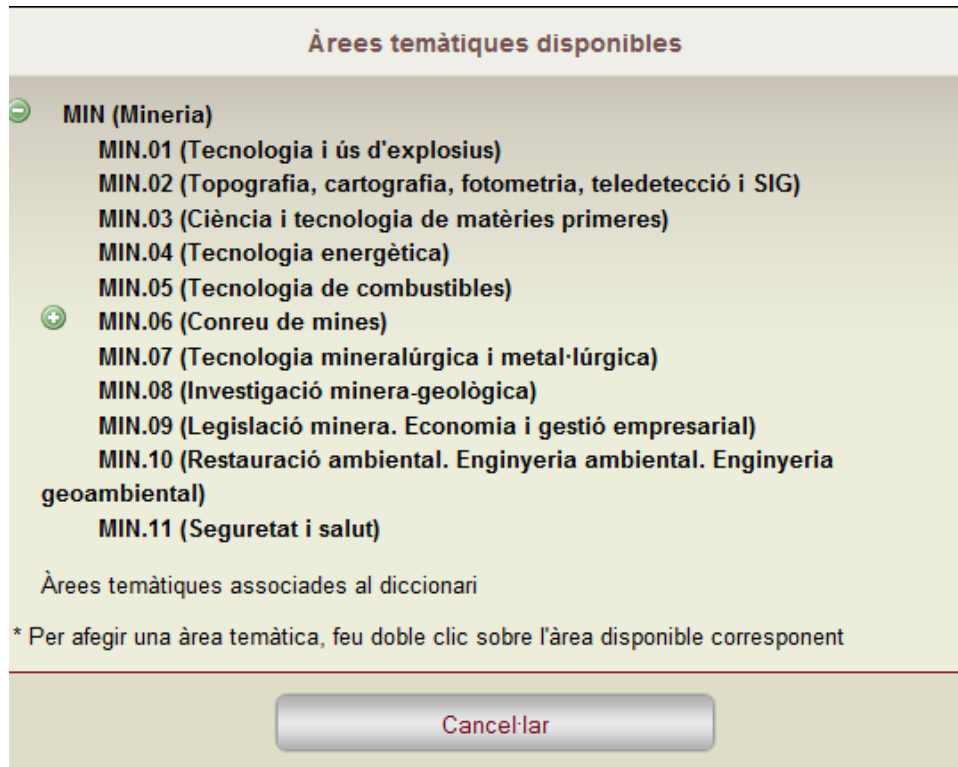 Àrees temàtiques disponibles
MIN (Mineria)
MIN.01 (Tecnologia i ús d'explosius)
MIN.02 (Topografia, cartografia, fotometria, teledetecció i SIG)
MIN.03 (Ciència i tecnologia de matèries primeres)
MIN.04 (Tecnologia energètica)
MIN.05 (Tecnologia de combustibles)
MIN.06 (Conreu de mines)
MIN.07 (Tecnologia mineralúrgica i metal·lúrgica)
MIN.08 (Investigació minera-geològica)
MIN.09 (Legislació minera. Economia i gestió empresarial)
MIN.10 (Restauració ambiental. Enginyeria ambiental. Enginyeria
geoambiental)
MIN.11 (Seguretat i salut)
Àrees temàtiques associades al diccionari
* Per afegir una àrea temàtica, feu doble clic sobre l'àrea disponible corresponent
Cancel·lar